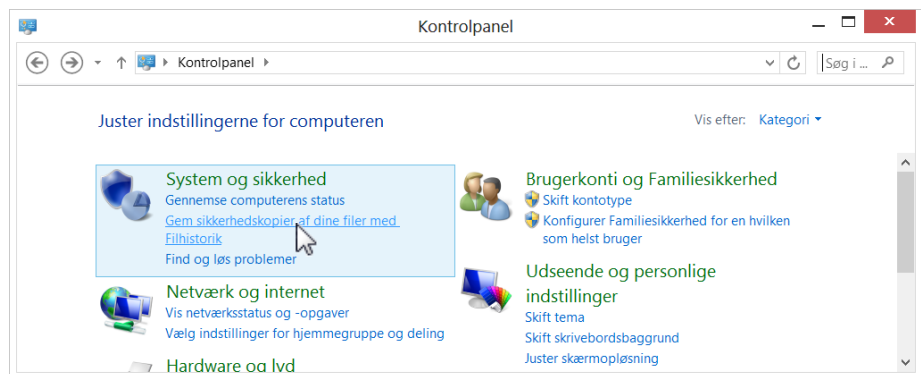 Kontrolpanel
Kontrolpanel
Søg i ...
Juster indstillingerne for computeren
Vis efter: Kategori
System og sikkerhed
Gennemse computerens status
Gem sikkerhedskopier af dine filer med
Filhistorik
Find og løs problemer
Netværk og internet
Vis netværksstatus og -opgaver
Vælg indstillinger for hjemmegruppe og deling
Hardware og lyd
Brugerkonti og Familiesikkerhed
Skift kontotype
Konfigurer Familiesikkerhed for en hvilken
som helst bruger
Udseende og personlige
indstillinger
Skift tema
Skift skrivebordsbaggrund
Juster skærmopløsning